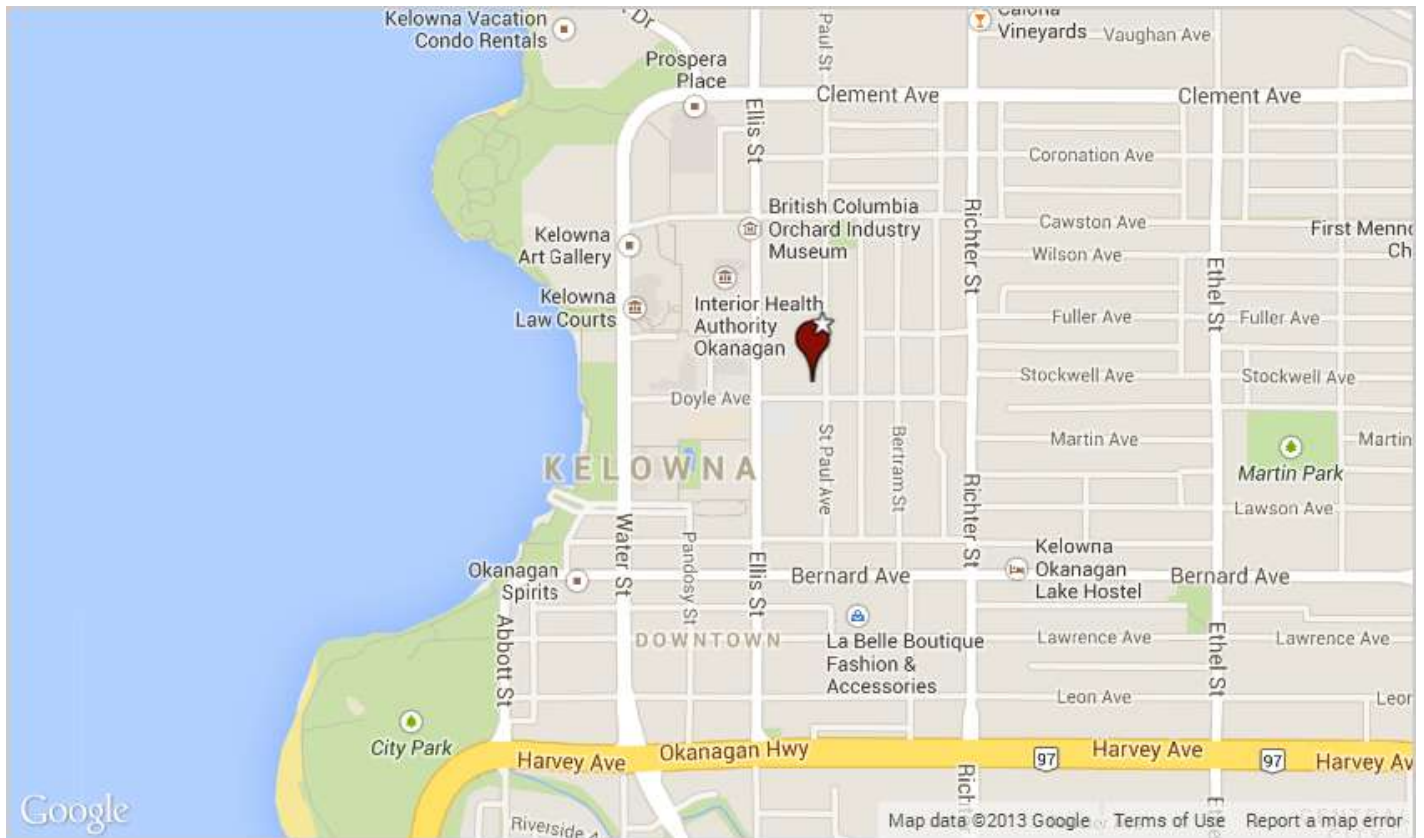 Kelowna Vacation
Condo Rentals
Dr
Paul St
Calona
Vineyards
Vaughan Ave
Prospera
Place
Clement Ave
Clement Ave
Ellis St
Coronation Ave
British Columbia
Orchard Industry
Museum
Richter St
Cawston Ave
First Menno
Ch
Kelowna
Art Gallery
Wilson Ave
Ethel St
Kelowna
Law Courts
Interior Health
Authority
Okanagan
Fuller Ave
Fuller Ave
Stockwell Ave
Stockwell Ave
Doyle Ave
St Paul Ave
Bertram St
Martin Ave
Martin
KELOWNA
Martin Park
Richter St
Lawson Ave
Water St
Pandosy St
Ellis St
Kelowna
Okanagan
Lake Hostel
Okanagan
Spirits
Bernard Ave
Bernard Ave
Abbott St
DOWNTOWN
La Belle Boutique
Fashion &
Accessories
Lawrence Ave
Lawrence Ave
Ethel St
Leon Ave
Leon
City Park
Harvey Ave
Okanagan Hwy
97
Harvey Ave
97
Harvey Av
Richter
Google
Riverside A
Map data ©2013 Google
Terms of Use
Report a map error